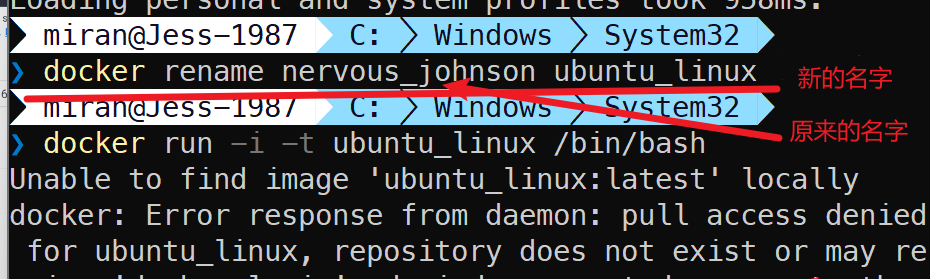 Loading personal and system profiles took 958ms.
miran@Jess-1987 C: Windows System32
❯ docker rename nervous_johnson ubuntu_linux
新的名字
miran@Jess-1987 C: Windows System32
原来的名字
❯ docker run -i -t ubuntu_linux /bin/bash
Unable to find image 'ubuntu_linux:latest' locally
docker: Error response from daemon: pull access denied
for ubuntu_linux, repository does not exist or may re